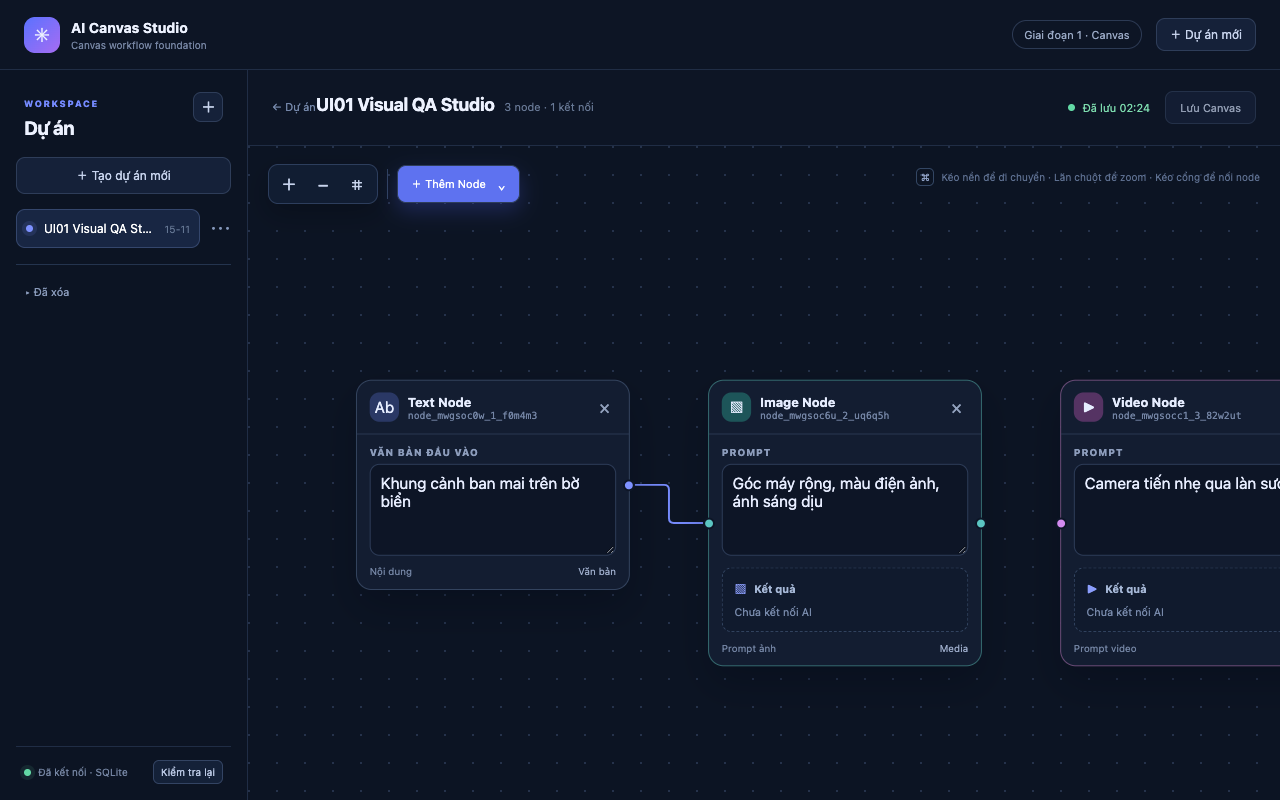 AI Canvas Studio
Canvas workflow foundation
Giai đoạn 1 · Canvas
+ Dự án mới
WORKSPACE
Dự án
+ Tạo dự án mới
UI01 Visual QA St...
15-11
▸ Đã xóa
Đã kết nối · SQLite
Kiểm tra lại
← Dự án
UI01 Visual QA Studio
3 node · 1 kết nối
Đã lưu 02:24
Lưu Canvas
+ Thêm Node
⌘
Kéo nền để di chuyển · Lăn chuột để zoom · Kéo cổng để nối node
Ab
Text Node
node_mwgsoc0w_1_f0m4m3
VĂN BẢN ĐẦU VÀO
Khung cảnh ban mai trên bờ
biển
Nội dung
Văn bản
Image Node
node_mwgsoc6u_2_uq6q5h
PROMPT
Góc máy rộng, màu điện ảnh,
ánh sáng dịu
Kết quả
Chưa kết nối AI
Prompt ảnh
Media
Video Node
node_mwgsocc1_3_82w2ut
PROMPT
Camera tiến nhẹ qua làn
Kết quả
Chưa kết nối AI
Prompt video